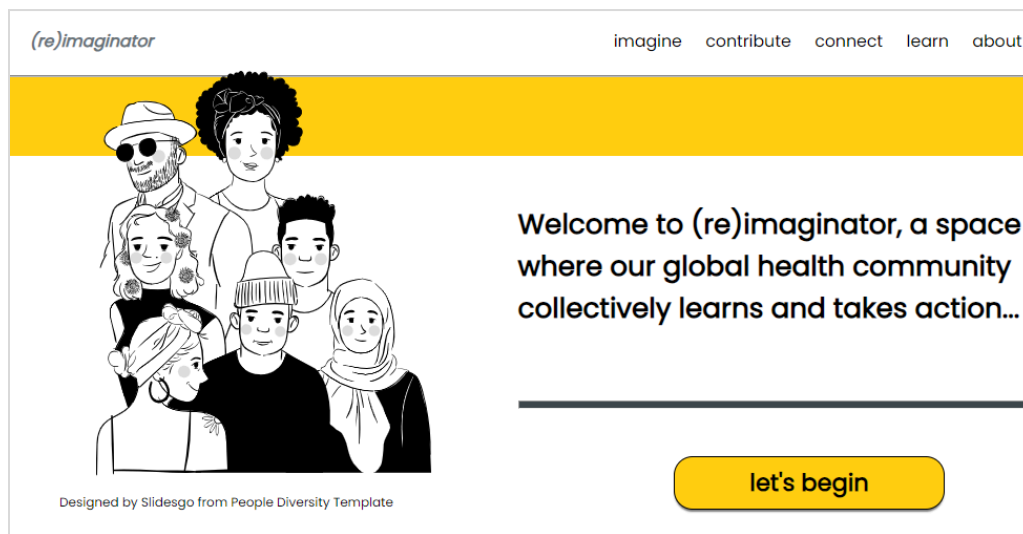 (re)imaginator
imagine contribute connect learn about
Welcome to (re)imaginator, a space
where our global health community
collectively learns and takes action...
let's begin
Designed by Slidesgo from People Diversity Template